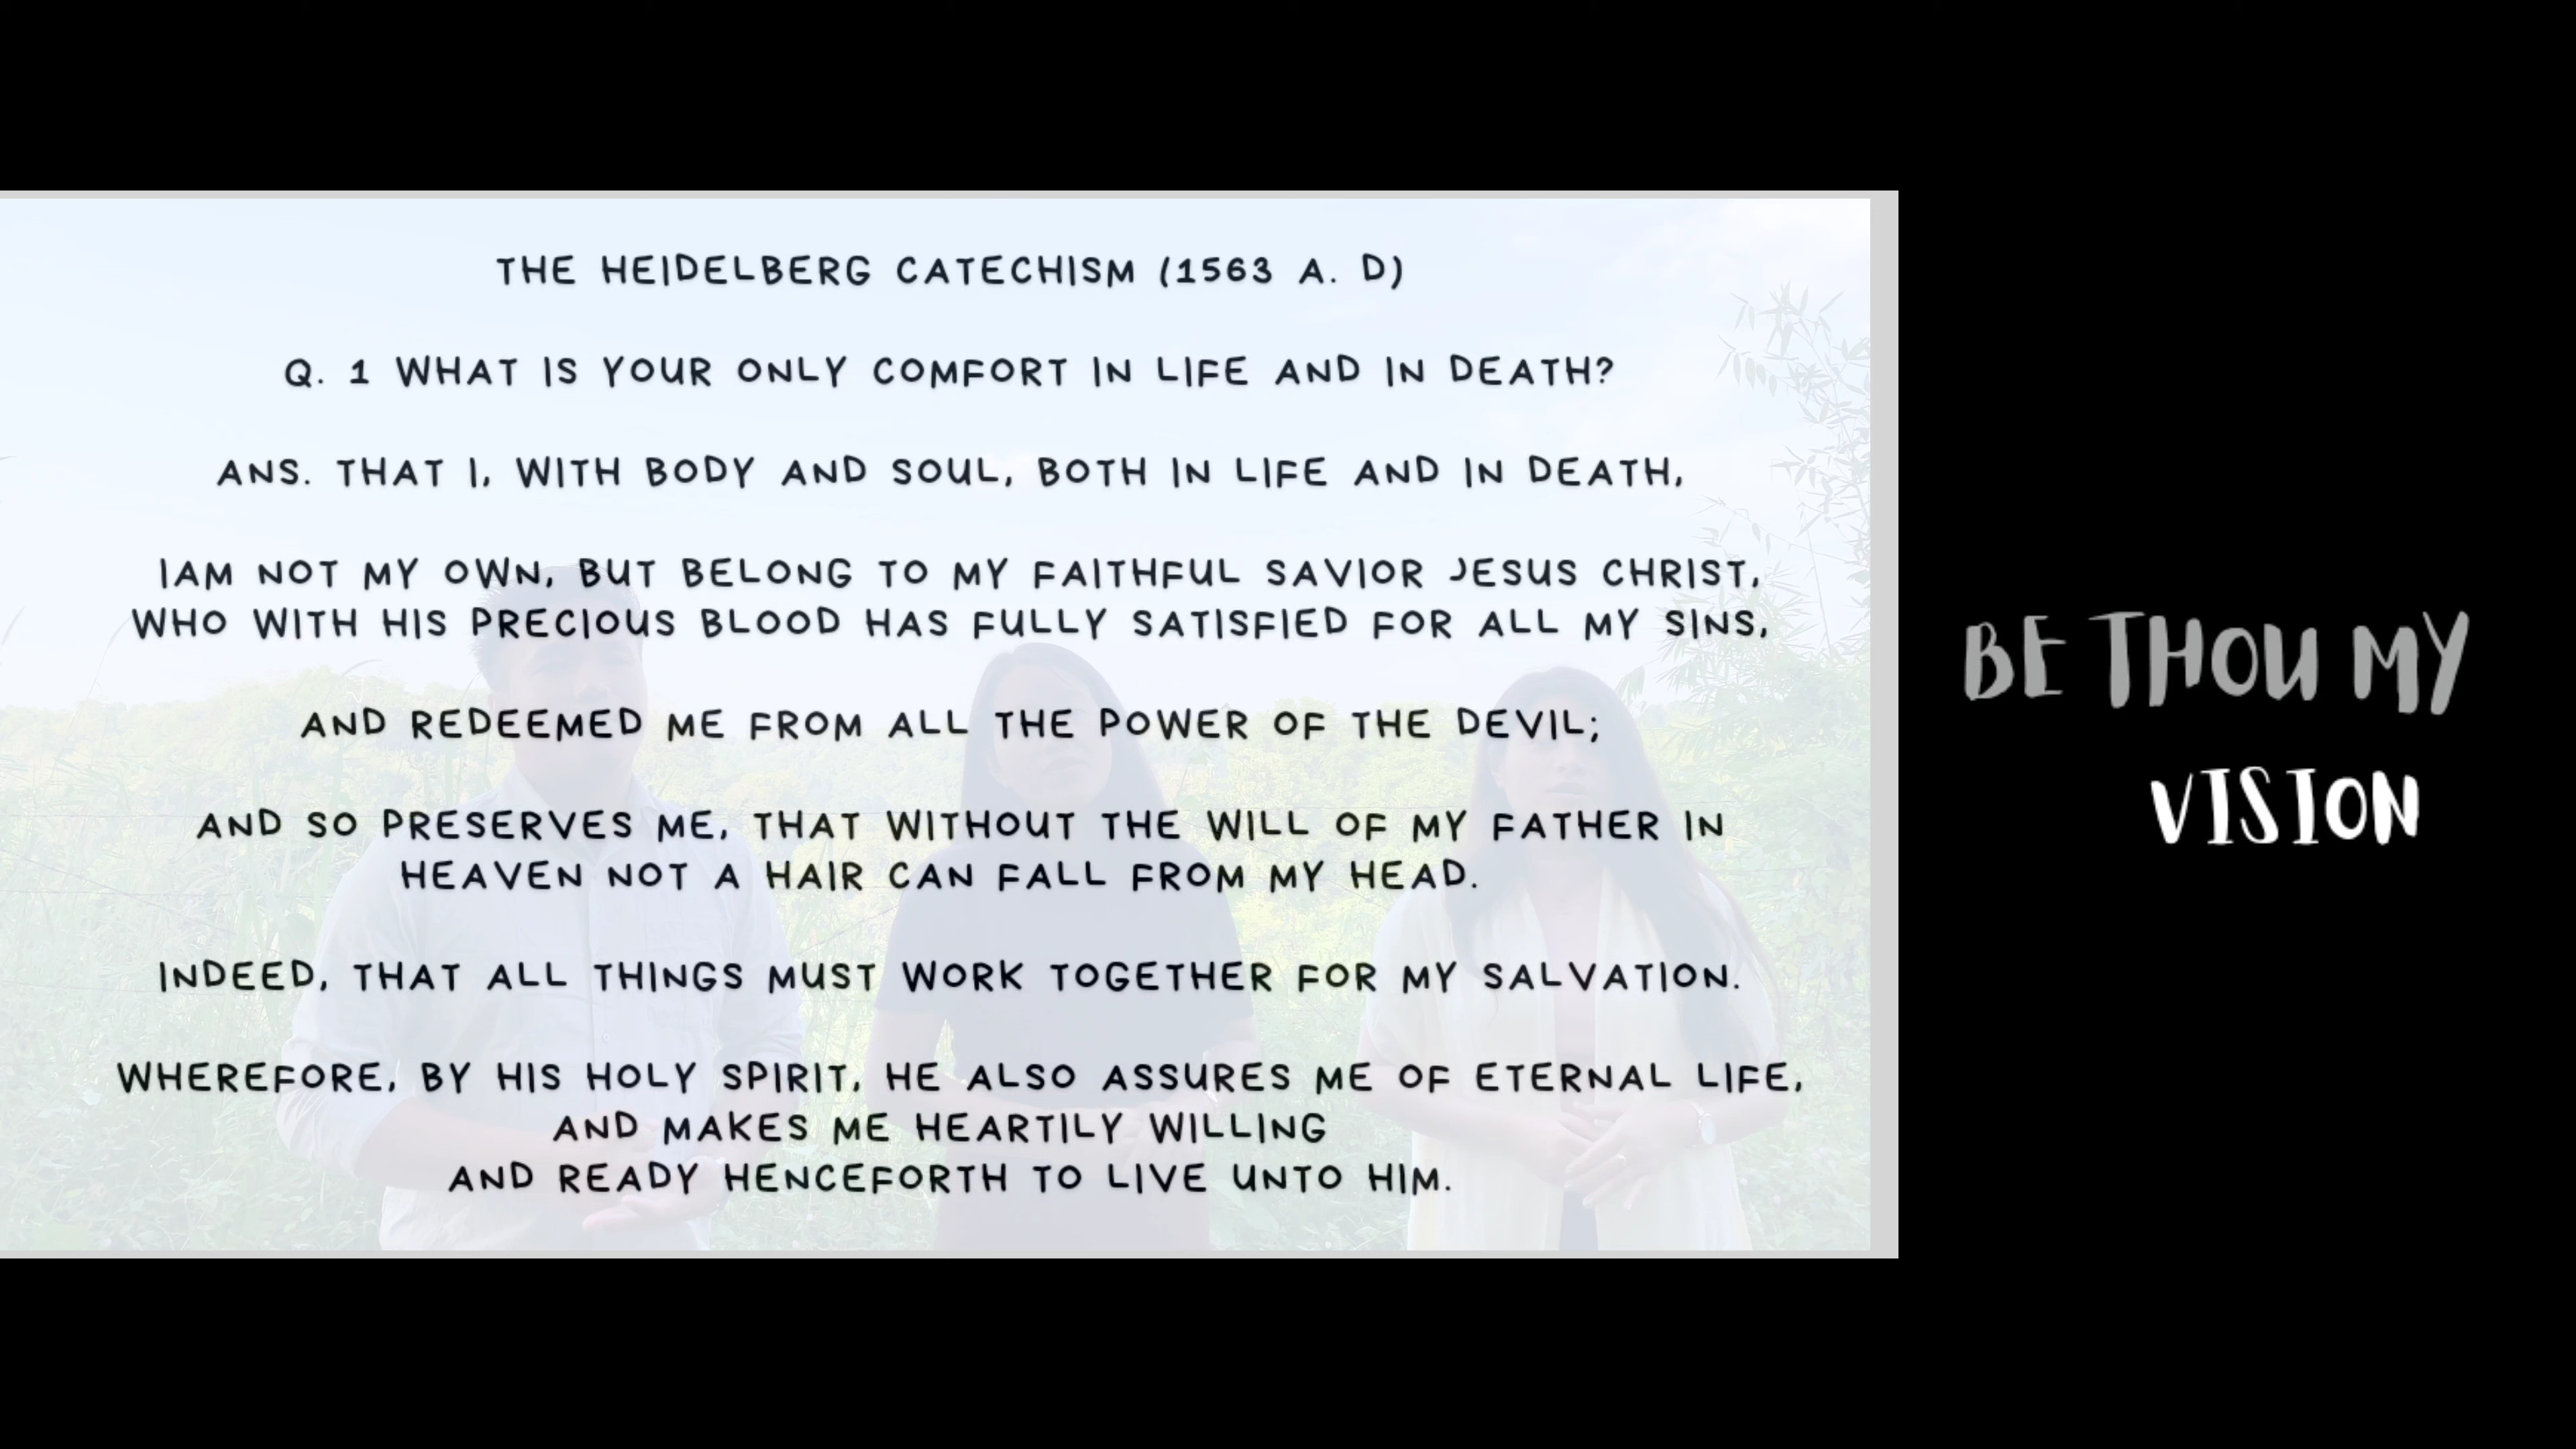 THE HEIDELBERG CATECHISM (1563 A. D)
Q. 1 WHAT IS YOUR ONLY COMFORT IN LIFE AND IN DEATH?
ANS. THAT I, WITH BODY AND SOUL, BOTH IN LIFE AND IN DEATH,
IAM NOT MY OWN, BUT BELONG TO MY FAITHFUL SAVIOR JESUS CHRIST,
WHO WITH HIS PRECIOUS BLOOD HAS FULLY SATISFIED FOR ALL MY SINS,
AND REDEEMED ME FROM ALL THE POWER OF THE DEVIL;
AND SO PRESERVES ME, THAT WITHOUT THE WILL OF MY FATHER IN
HEAVEN NOT A HAIR CAN FALL FROM MY HEAD.
INDEED, THAT ALL THINGS MUST WORK TOGETHER FOR MY SALVATION.
WHEREFORE, BY HIS HOLY SPIRIT, HE ALSO ASSURES ME OF ETERNAL LIFE,
AND MAKES ME HEARTILY WILLING
AND READY HENCEFORTH TO LIVE UNTO HIM.
BE THOU MY
VISION